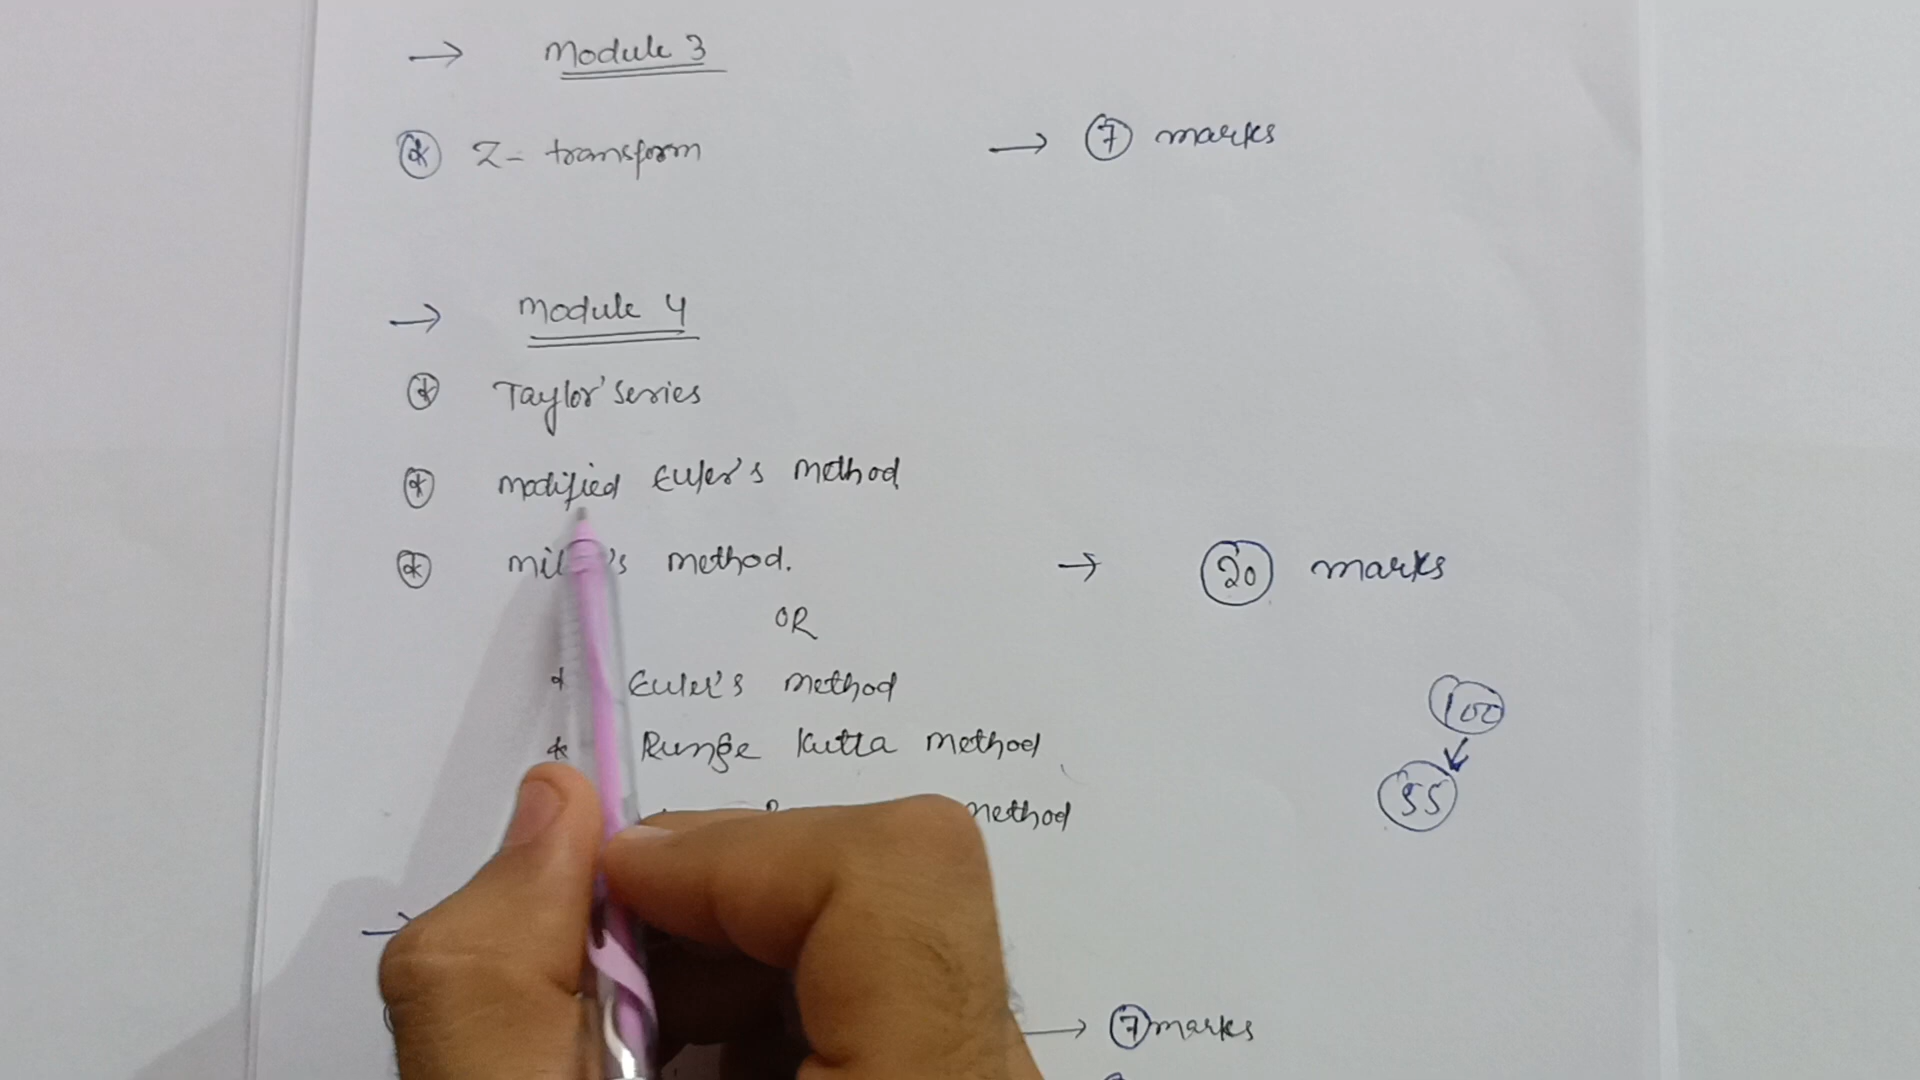 → Module 3
* Z - transform → 7 marks
→ Module 4
* Taylor' series
* modified Euler's method
* method. → 20 marks
OR
* Euler's method
100
* Runge kutta method
↓
55
method
→
→ 7 marks